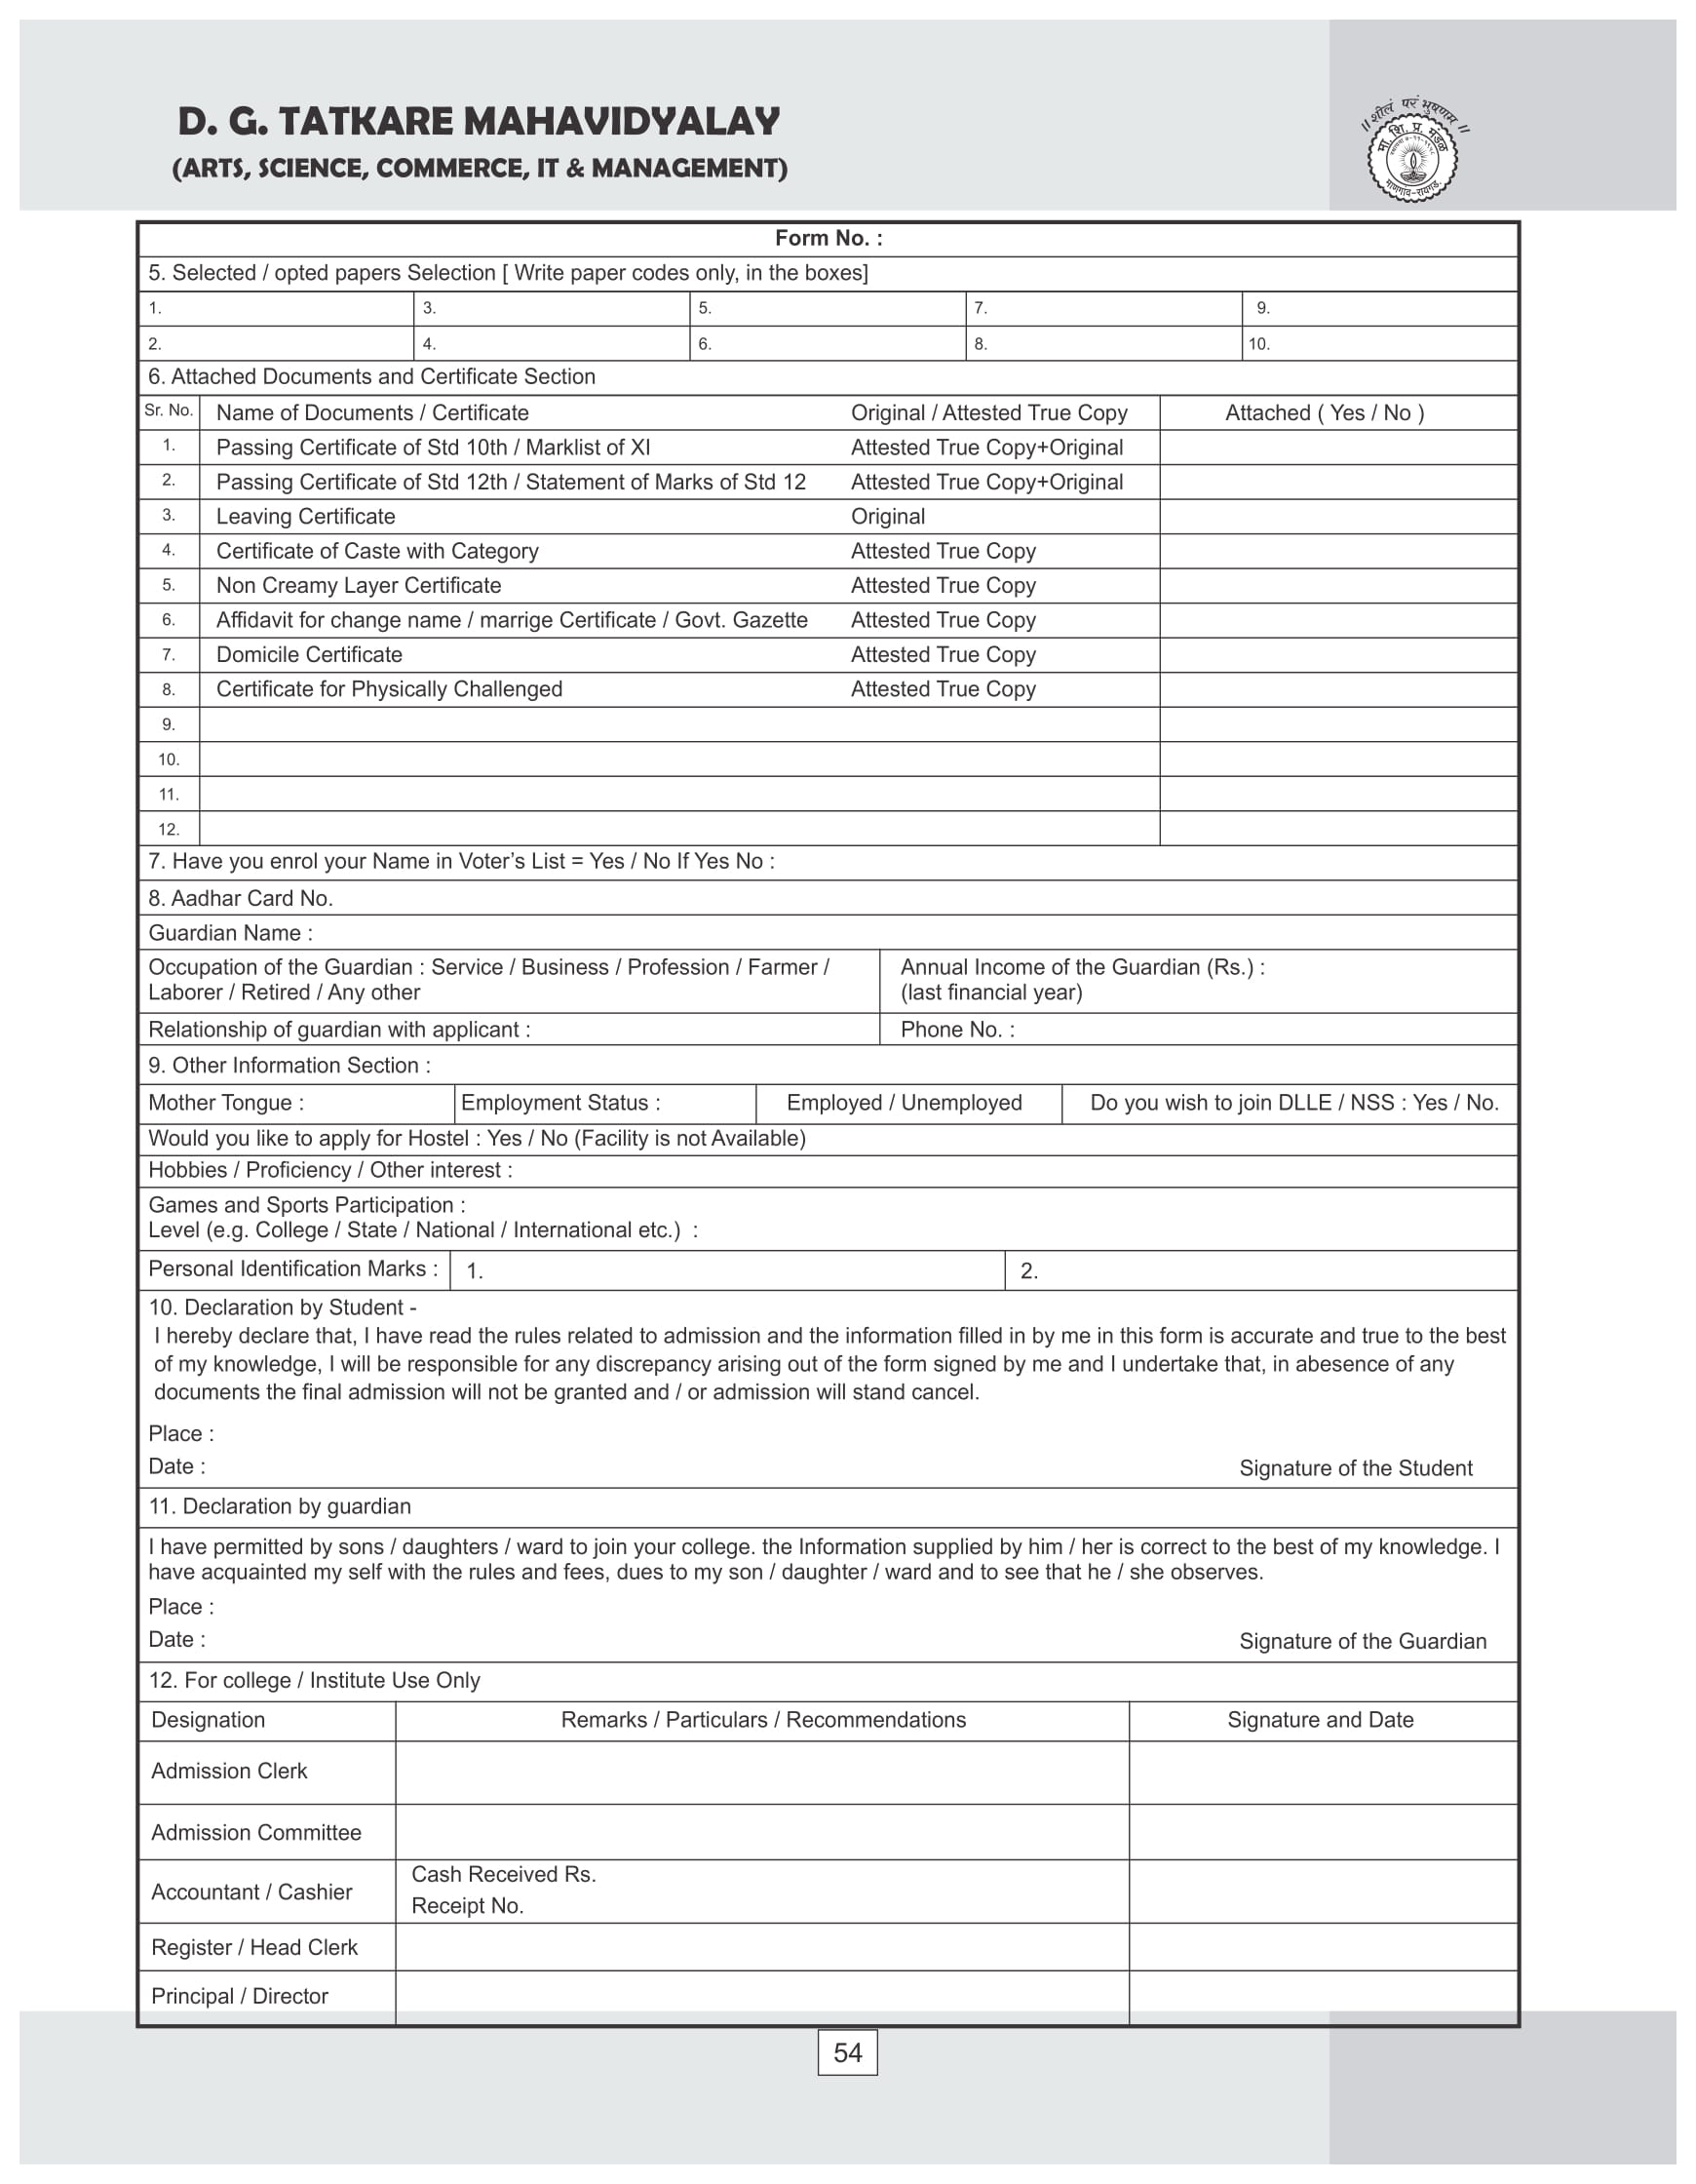 D. G. TATKARE MAHAVIDYALAY
(ARTS, SCIENCE, COMMERCE, IT & MANAGEMENT)
॥ शीलं परं भुषणम ॥
मा. शि. प्र. मंडळ
माणगाव-रायगड.
Form No. :
5. Selected / opted papers Selection [ Write paper codes only, in the boxes]
1. 3. 5. 7. 9.
2. 4. 6. 8. 10.
6. Attached Documents and Certificate Section
Sr. No. Name of Documents / Certificate Original / Attested True Copy Attached ( Yes / No )
1. Passing Certificate of Std 10th / Marklist of XI Attested True Copy+Original
2. Passing Certificate of Std 12th / Statement of Marks of Std 12 Attested True Copy+Original
3. Leaving Certificate Original
4. Certificate of Caste with Category Attested True Copy
5. Non Creamy Layer Certificate Attested True Copy
6. Affidavit for change name / marrige Certificate / Govt. Gazette Attested True Copy
7. Domicile Certificate Attested True Copy
8. Certificate for Physically Challenged Attested True Copy
9.
10.
11.
12.
7. Have you enrol your Name in Voter’s List = Yes / No If Yes No :
8. Aadhar Card No.
Guardian Name :
Occupation of the Guardian : Service / Business / Profession / Farmer / Annual Income of the Guardian (Rs.) :
Laborer / Retired / Any other (last financial year)
Relationship of guardian with applicant : Phone No. :
9. Other Information Section :
Mother Tongue : Employment Status : Employed / Unemployed Do you wish to join DLLE / NSS : Yes / No.
Would you like to apply for Hostel : Yes / No (Facility is not Available)
Hobbies / Proficiency / Other interest :
Games and Sports Participation :
Level (e.g. College / State / National / International etc.) :
Personal Identification Marks : 1. 2.
10. Declaration by Student -
I hereby declare that, I have read the rules related to admission and the information filled in by me in this form is accurate and true to the best
of my knowledge, I will be responsible for any discrepancy arising out of the form signed by me and I undertake that, in abesence of any
documents the final admission will not be granted and / or admission will stand cancel.
Place :
Date : Signature of the Student
11. Declaration by guardian
I have permitted by sons / daughters / ward to join your college. the Information supplied by him / her is correct to the best of my knowledge. I
have acquainted my self with the rules and fees, dues to my son / daughter / ward and to see that he / she observes.
Place :
Date : Signature of the Guardian
12. For college / Institute Use Only
Designation Remarks / Particulars / Recommendations Signature and Date
Admission Clerk
Admission Committee
Accountant / Cashier Cash Received Rs.
Receipt No.
Register / Head Clerk
Principal / Director
54